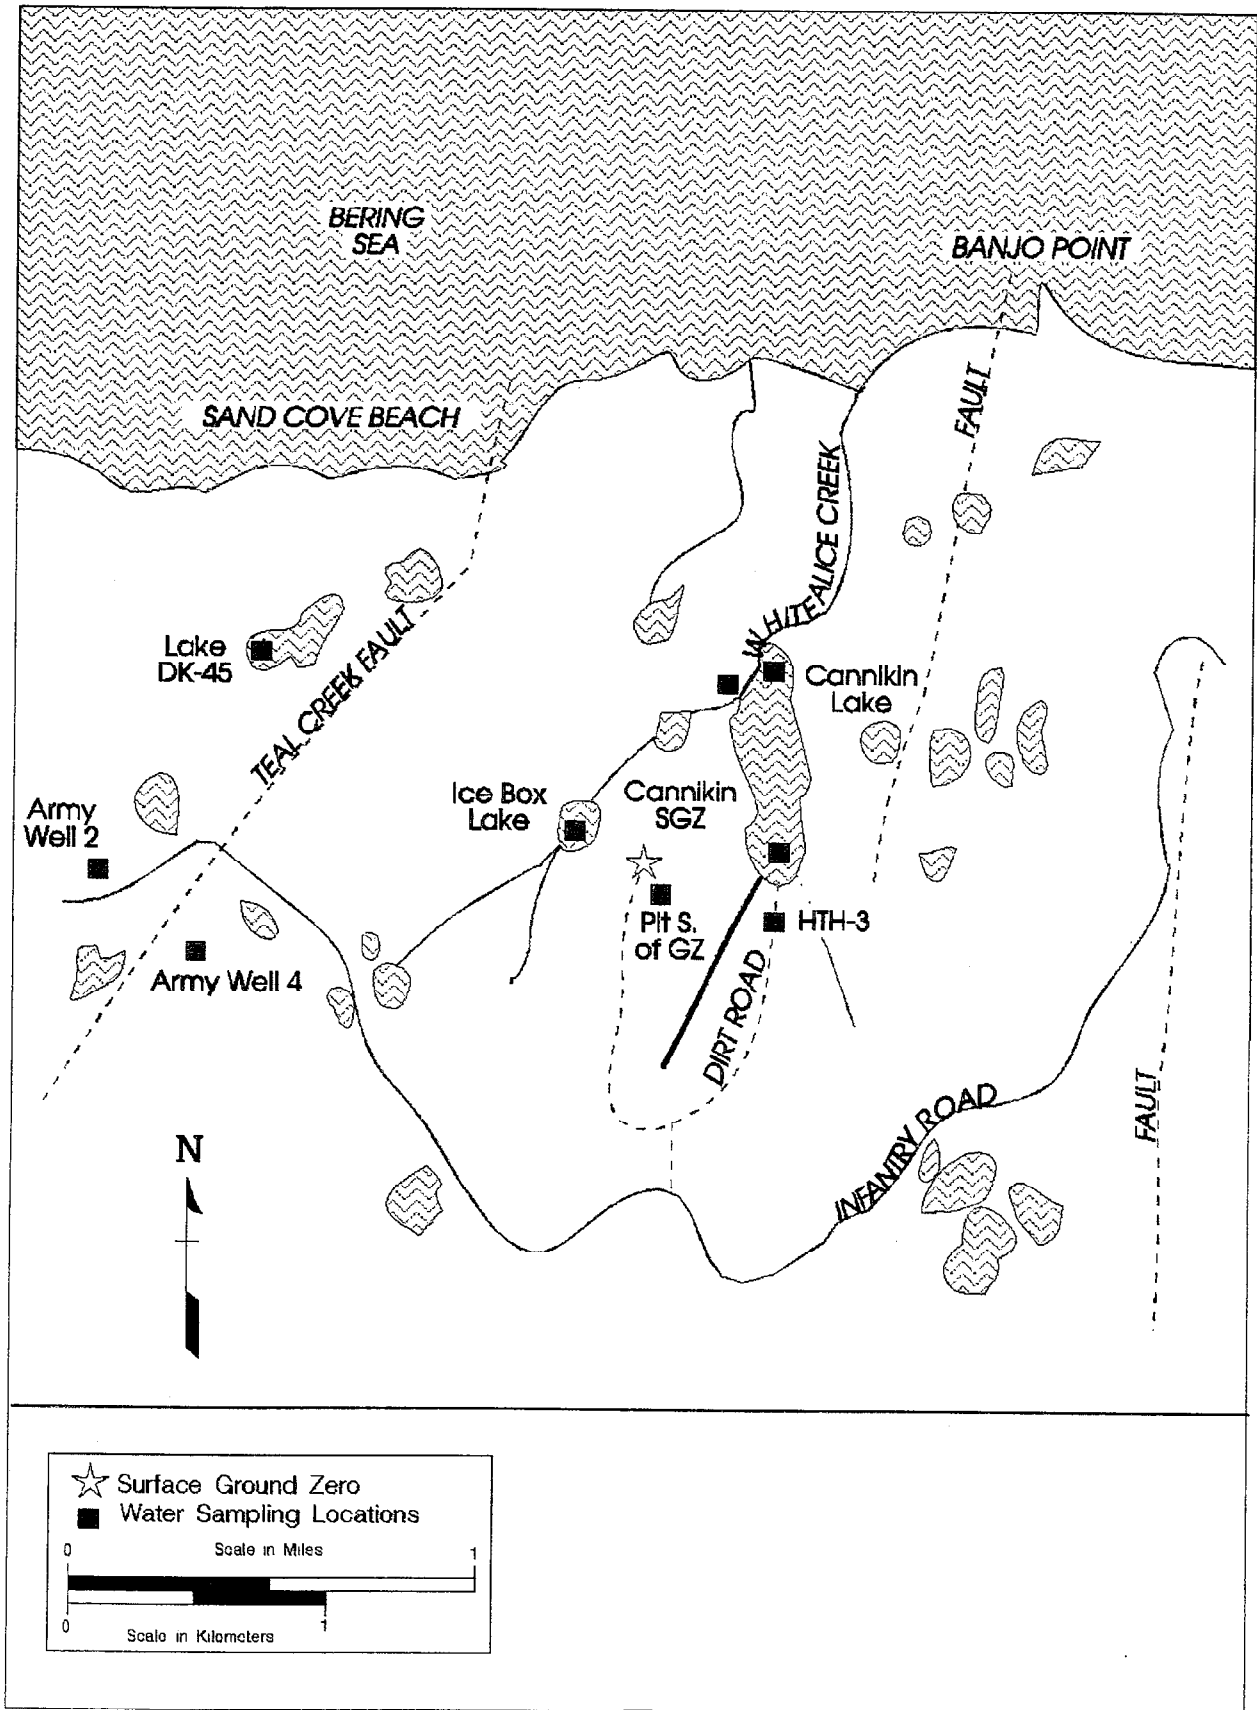 BERING
SEA
BANJO POINT
SAND COVE BEACH
FAULT
WHITE ALICE CREEK
Lake
DK-45
TEAL CREEK FAULT
Cannikin
Lake
Army
Well 2
Ice Box
Lake
Cannikin
SGZ
Pit S.
of GZ
HTH-3
Army Well 4
DIRT ROAD
INFANTRY ROAD
FAULT
N
Surface Ground Zero
Water Sampling Locations
0 Scale in Miles 1
0 1
Scale in Kilometers